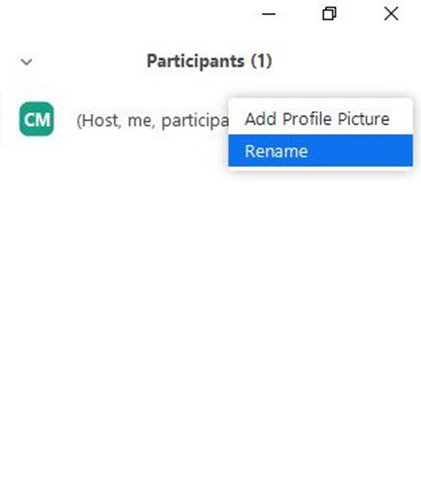 Participants (1)
CM (Host, me, participa
Add Profile Picture
Rename